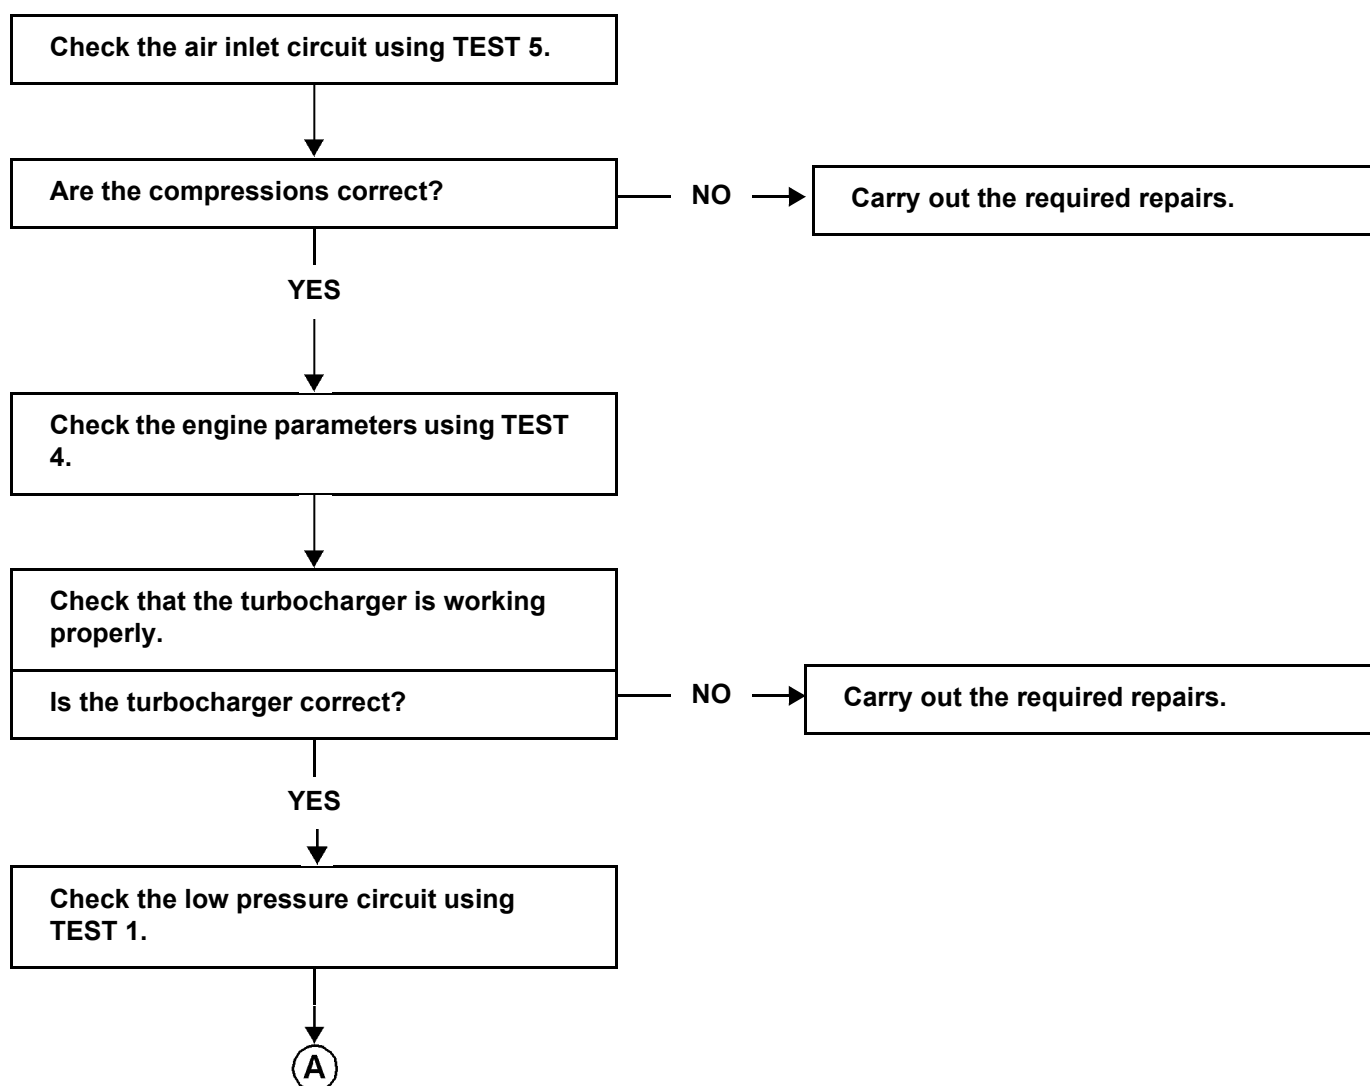 Check the air inlet circuit using TEST 5.
Are the compressions correct?
NO
Carry out the required repairs.
YES
Check the engine parameters using TEST
4.
Check that the turbocharger is working
properly.
Is the turbocharger correct?
NO
Carry out the required repairs.
YES
Check the low pressure circuit using
TEST 1.
A